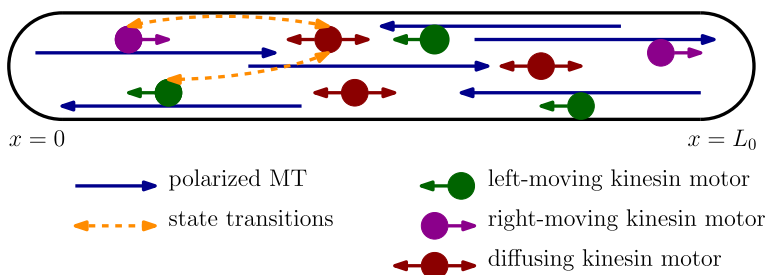 x = 0
x = L₀
polarized MT
left-moving kinesin motor
state transitions
right-moving kinesin motor
diffusing kinesin motor